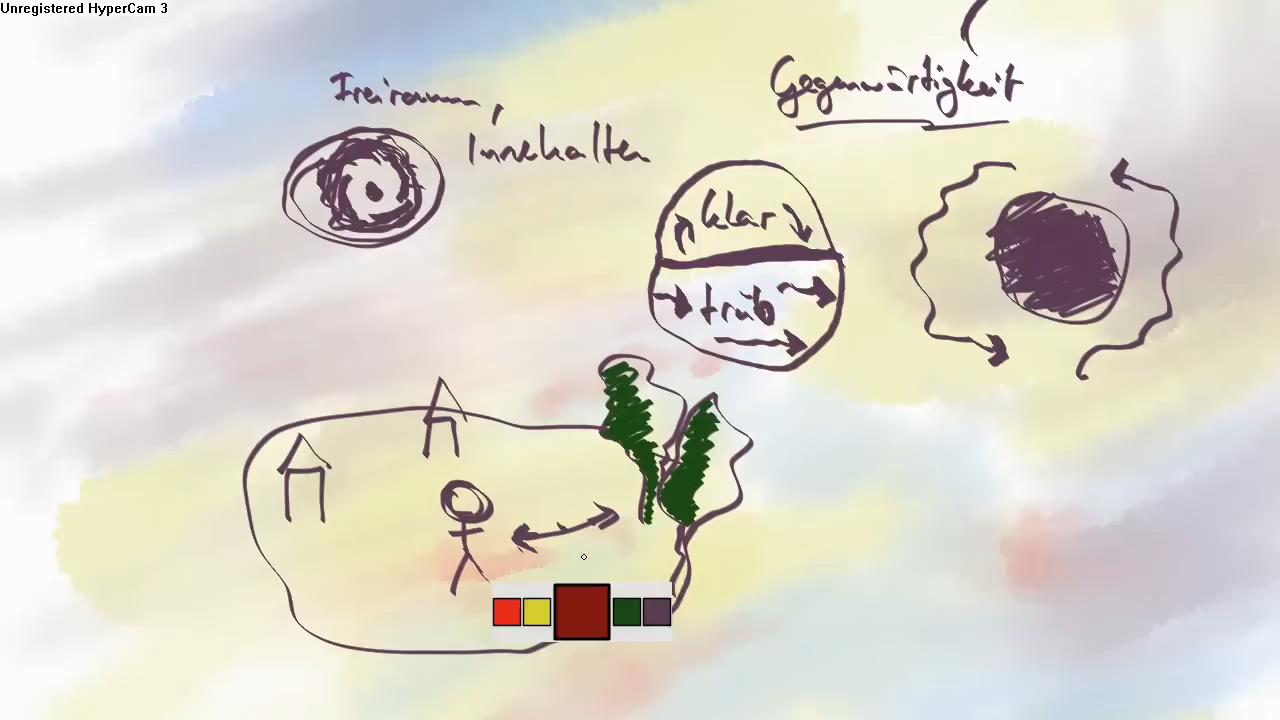 Unregistered HyperCam 3
Freiraum,
Innehalten
Gegenwärtigkeit
klar
trüb